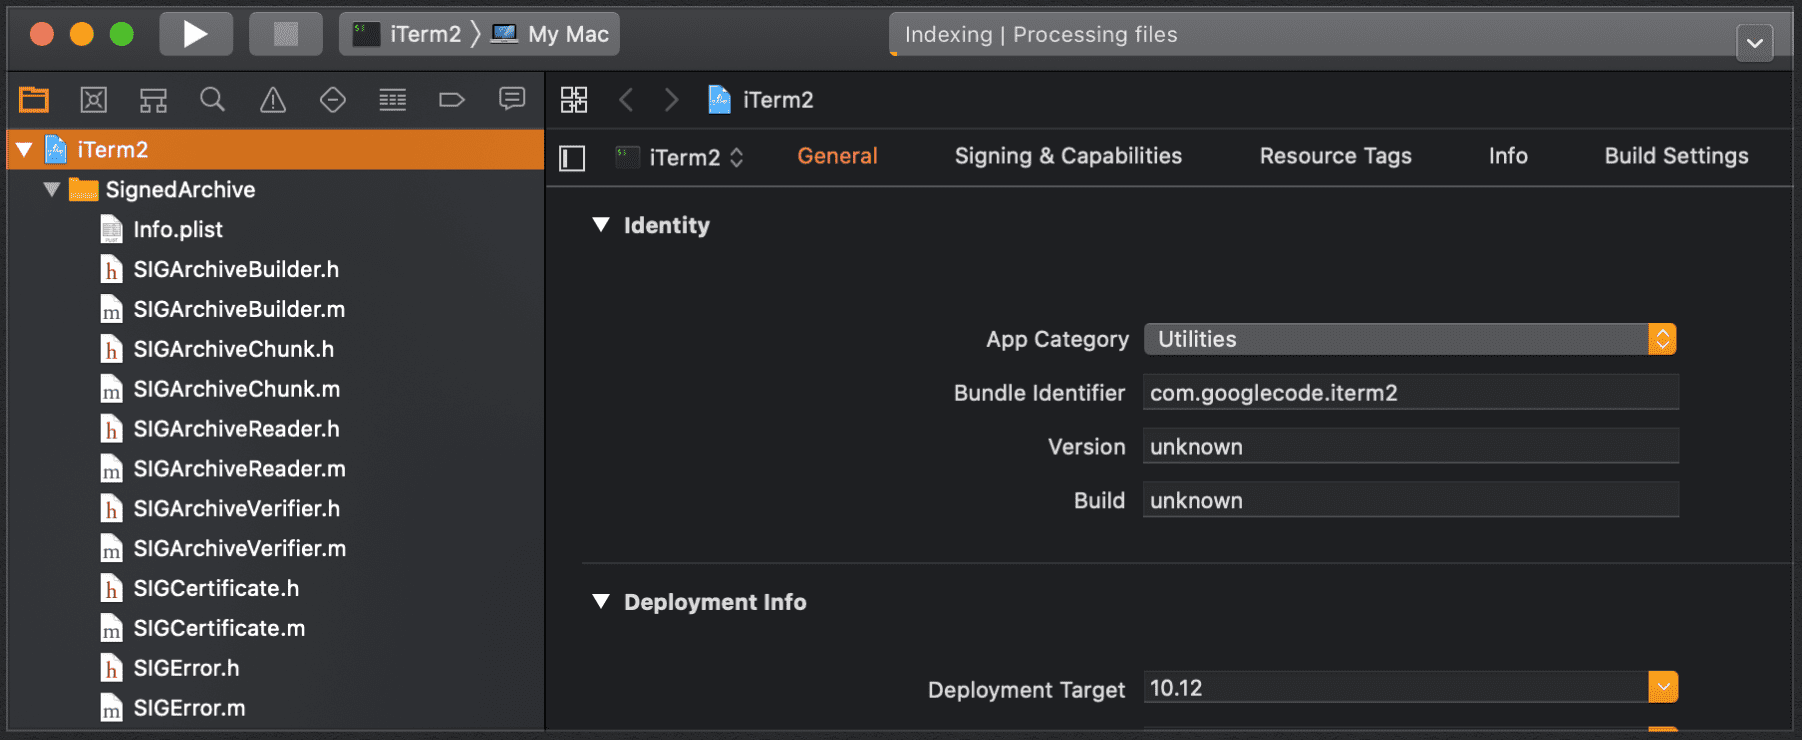 iTerm2 〉 My Mac
Indexing | Processing files
iTerm2
iTerm2
General
Signing & Capabilities
Resource Tags
Info
Build Settings
iTerm2
SignedArchive
Info.plist
SIGArchiveBuilder.h
SIGArchiveBuilder.m
SIGArchiveChunk.h
SIGArchiveChunk.m
SIGArchiveReader.h
SIGArchiveReader.m
SIGArchiveVerifier.h
SIGArchiveVerifier.m
SIGCertificate.h
SIGCertificate.m
SIGError.h
SIGError.m
Identity
App Category Utilities
Bundle Identifier com.googlecode.iterm2
Version unknown
Build unknown
Deployment Info
Deployment Target 10.12